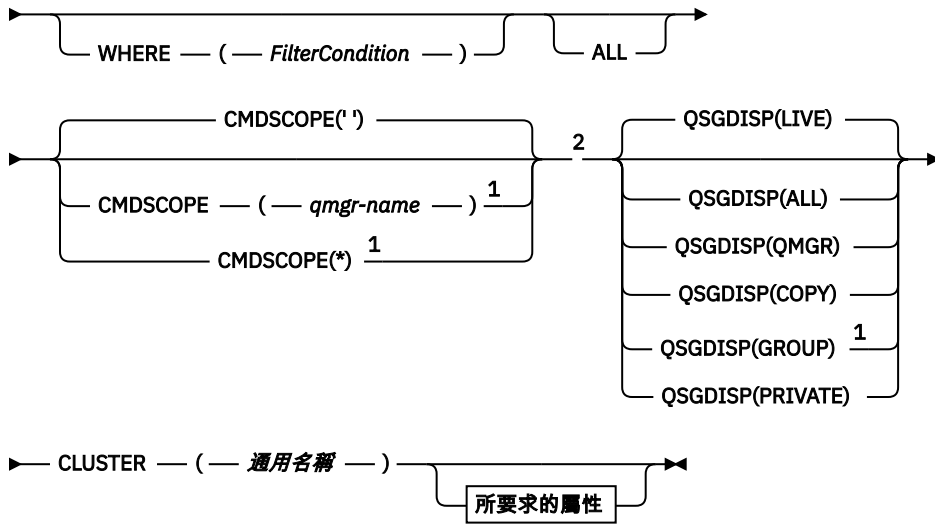 WHERE ( FilterCondition ) ALL
CMDSCOPE(' ') QSGDISP(LIVE)
2
CMDSCOPE ( qmgr-name ) 1 QSGDISP(ALL)
CMDSCOPE(*) 1 QSGDISP(QMGR)
QSGDISP(COPY)
QSGDISP(GROUP) 1
QSGDISP(PRIVATE)
CLUSTER ( 通用名稱 )
所要求的屬性